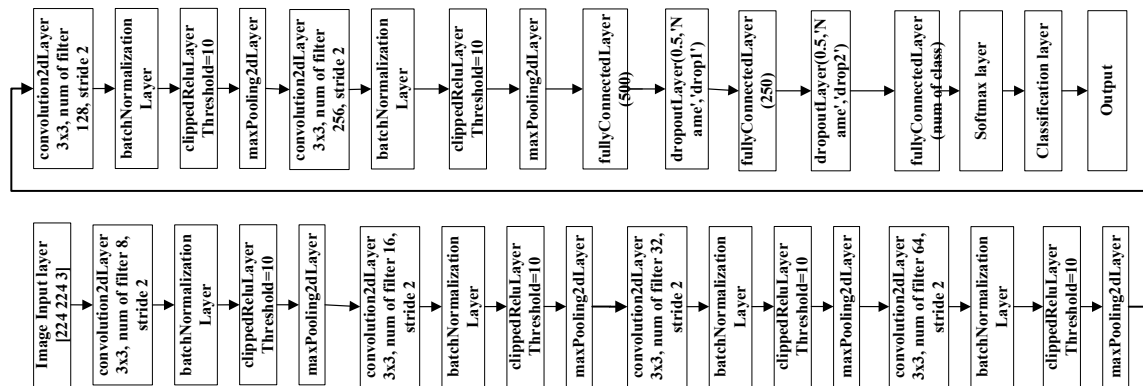 Image Input layer
[224 224 3]
convolution2dLayer
3x3, num of filter 8,
stride 2
batchNormalization
Layer
clippedReluLayer
Threshold=10
maxPooling2dLayer
convolution2dLayer
3x3, num of filter 16,
stride 2
batchNormalization
Layer
clippedReluLayer
Threshold=10
maxPooling2dLayer
convolution2dLayer
3x3, num of filter 32,
stride 2
batchNormalization
Layer
clippedReluLayer
Threshold=10
maxPooling2dLayer
convolution2dLayer
3x3, num of filter 64,
stride 2
batchNormalization
Layer
clippedReluLayer
Threshold=10
maxPooling2dLayer
convolution2dLayer
3x3, num of filter
128, stride 2
batchNormalization
Layer
clippedReluLayer
Threshold=10
maxPooling2dLayer
convolution2dLayer
3x3, num of filter
256, stride 2
batchNormalization
Layer
clippedReluLayer
Threshold=10
maxPooling2dLayer
fullyConnectedLayer
(500)
dropoutLayer(0.5,'N
ame','drop1')
fullyConnectedLayer
(250)
dropoutLayer(0.5,'N
ame','drop2')
fullyConnectedLayer
(num of class)
Softmax layer
Classification layer
Output